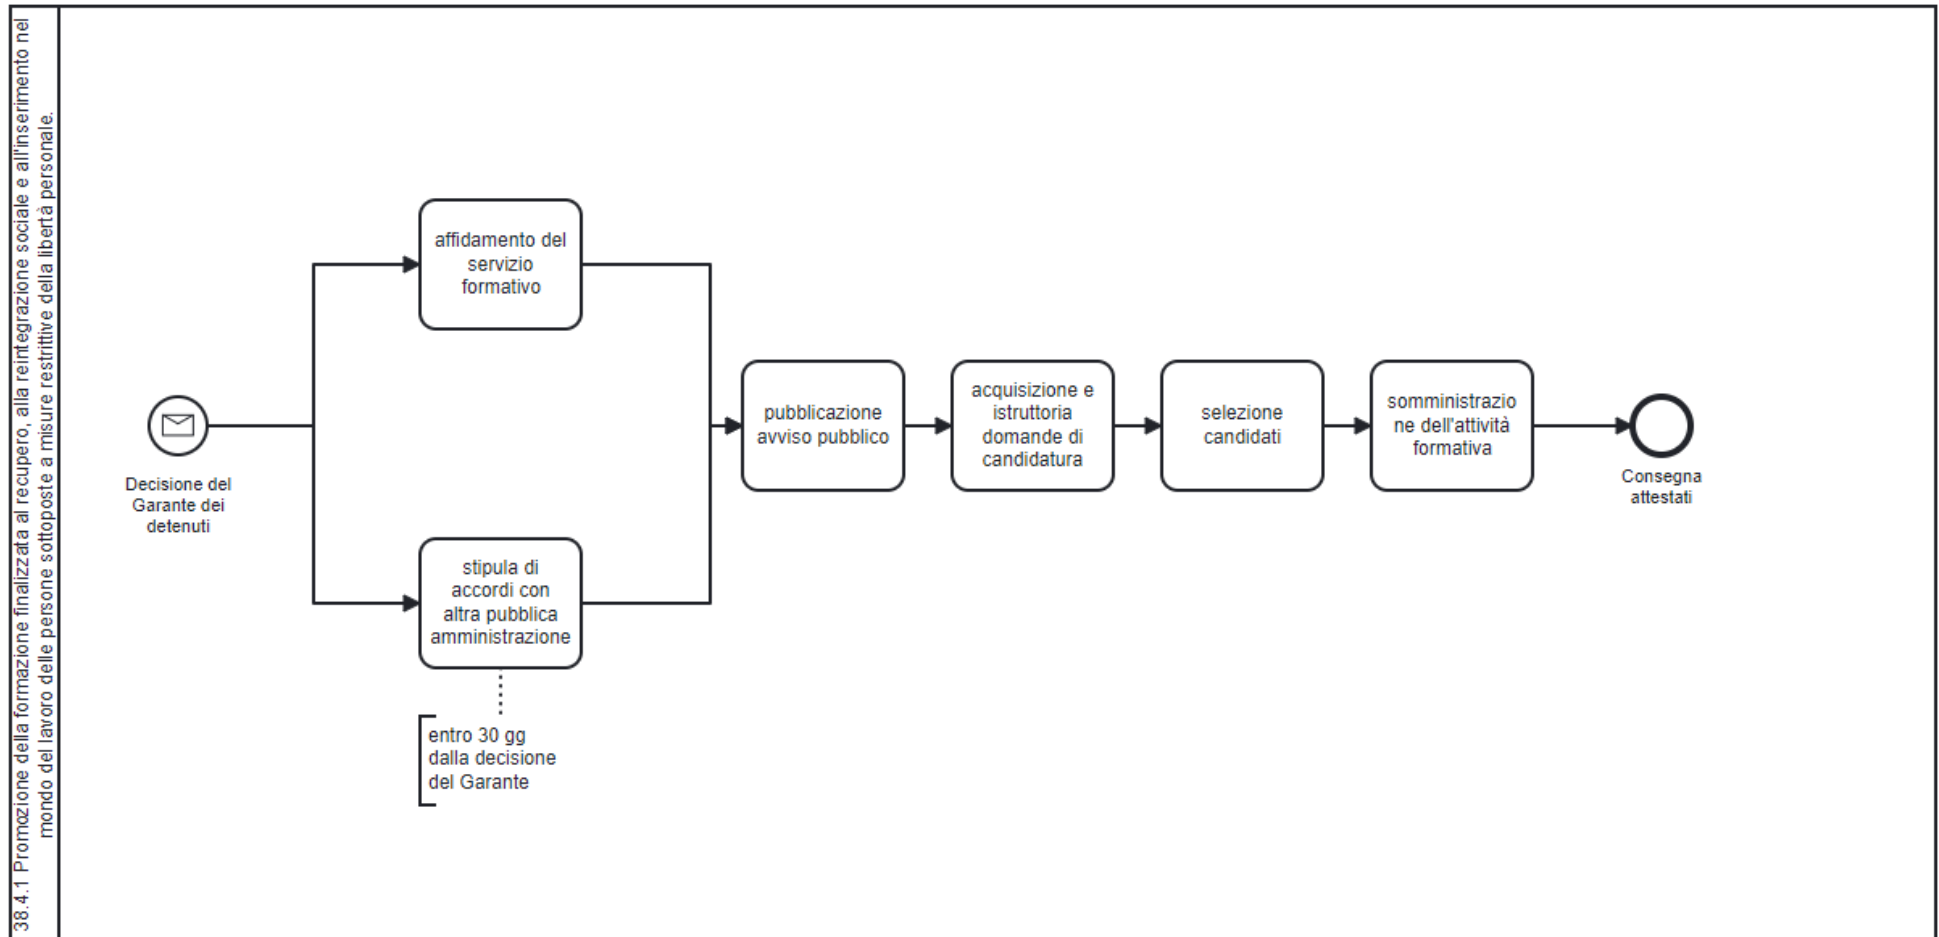 38.4.1 Promozione della formazione finalizzata al recupero, alla reintegrazione sociale e all'inserimento nel
mondo del lavoro delle persone sottoposte a misure restrittive della libertà personale.
Decisione del
Garante dei
detenuti
affidamento del
servizio
formativo
stipula di
accordi con
altra pubblica
amministrazione
entro 30 gg
dalla decisione
del Garante
pubblicazione
avviso pubblico
acquisizione e
istruttoria
domande di
candidatura
selezione
candidati
somministrazio
ne dell'attività
formativa
Consegna
attestati